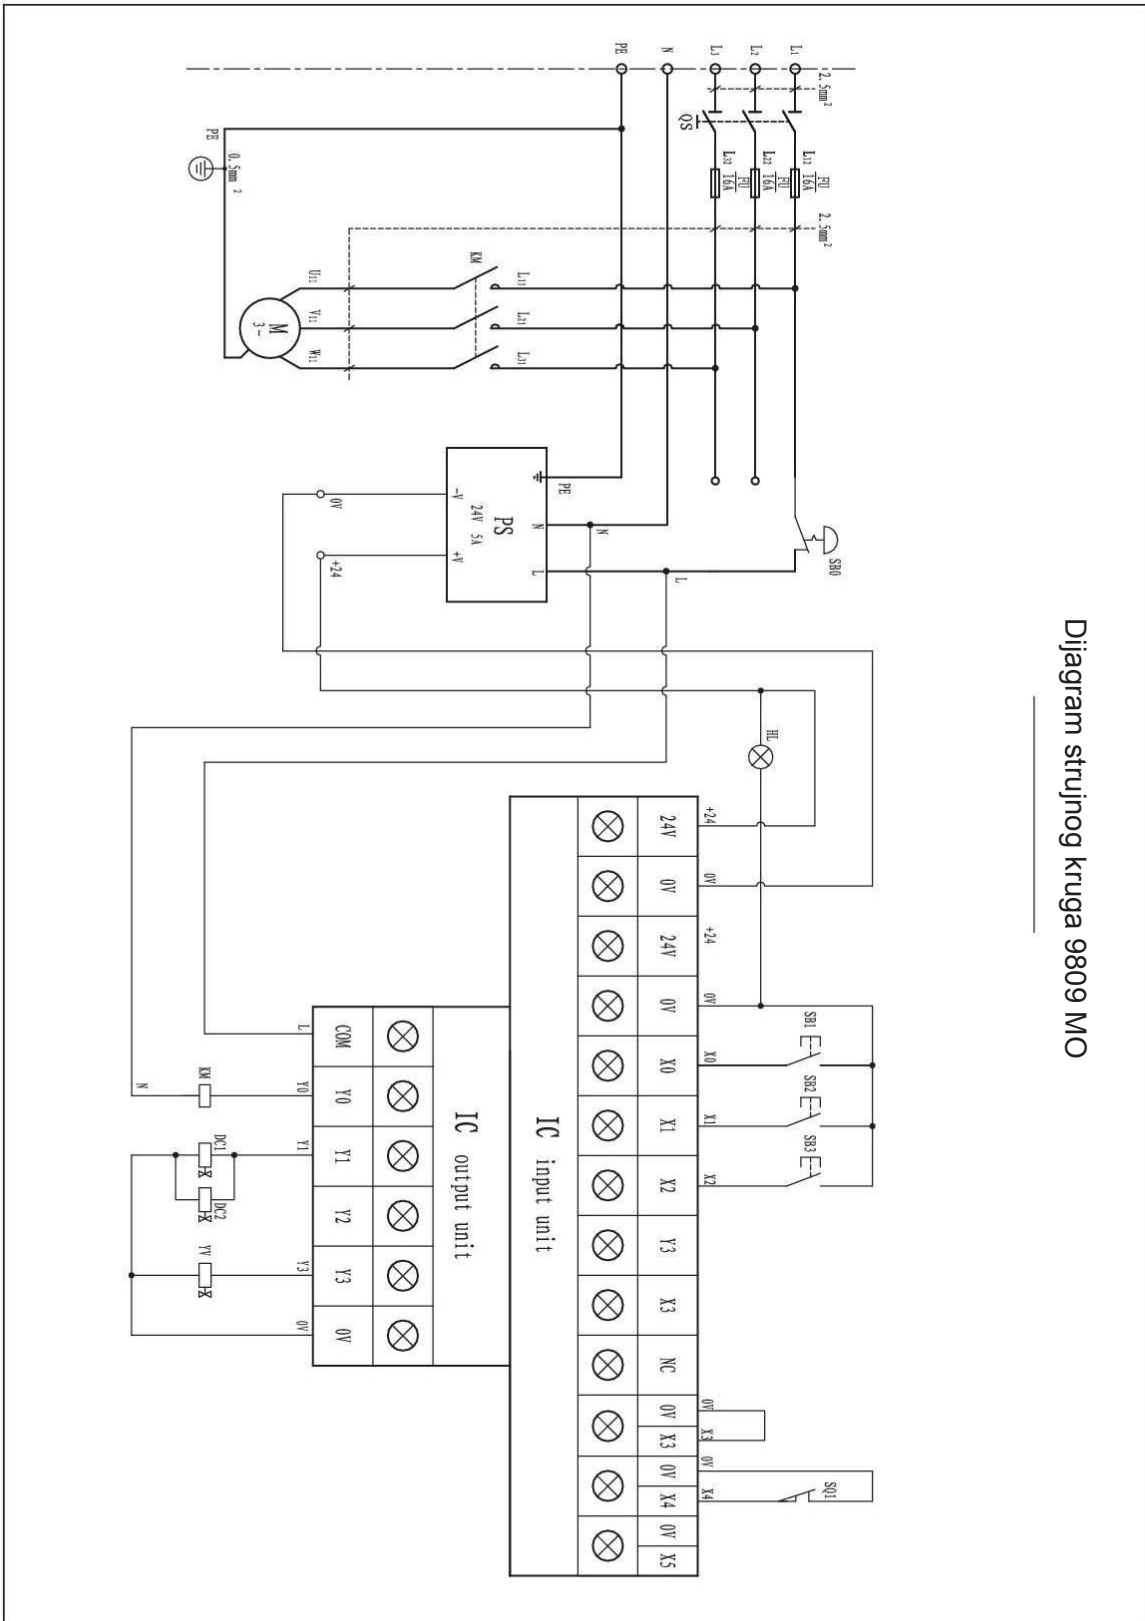 Dijagram strujnog kruga 9809 MO
L1
L2
L3
N
PE
2.5mm²
QS
L12
L22
L32
FU
16A
FU
16A
FU
16A
2.5mm²
PE
0.5mm²
KM
L11
L21
L31
U11
V11
W11
M
3~
SB0
PE
N
L
PS
24V 5A
N
L
-V
+V
0V
+24
HL
+24
0V
+24
0V
X0
X1
X2
0V
X3
0V
X4
SB1
SB2
SB3
SQ1
24V
0V
24V
0V
X0
X1
X2
Y3
X3
NC
0V
X3
0V
X4
0V
X5
IC input unit
IC output unit
COM
Y0
Y1
Y2
Y3
0V
L
Y0
Y1
Y3
0V
N
KM
DC1
DC2
YV